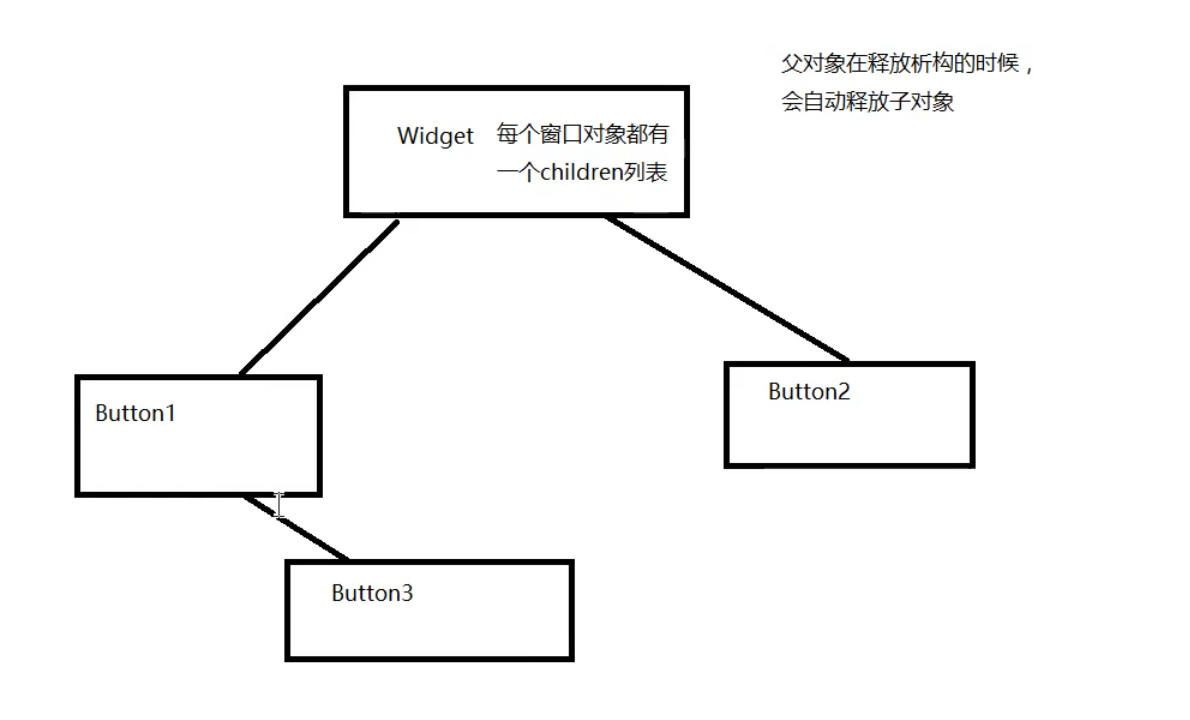 父对象在释放析构的时候，
会自动释放子对象
Widget 每个窗口对象都有
一个children列表
Button1
Button2
Button3